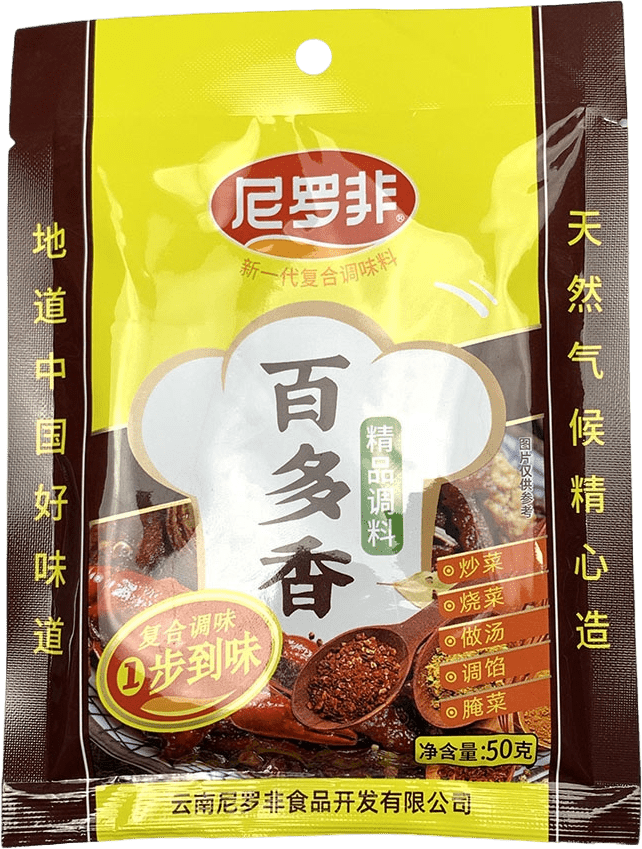 尼罗非®
新一代复合调味料
地道中国好味道
天然气候精心造
百多香
精品调料
图片仅供参考
炒菜
烧菜
做汤
调馅
腌菜
复合调味
1步到味
净含量:50克
云南尼罗非食品开发有限公司